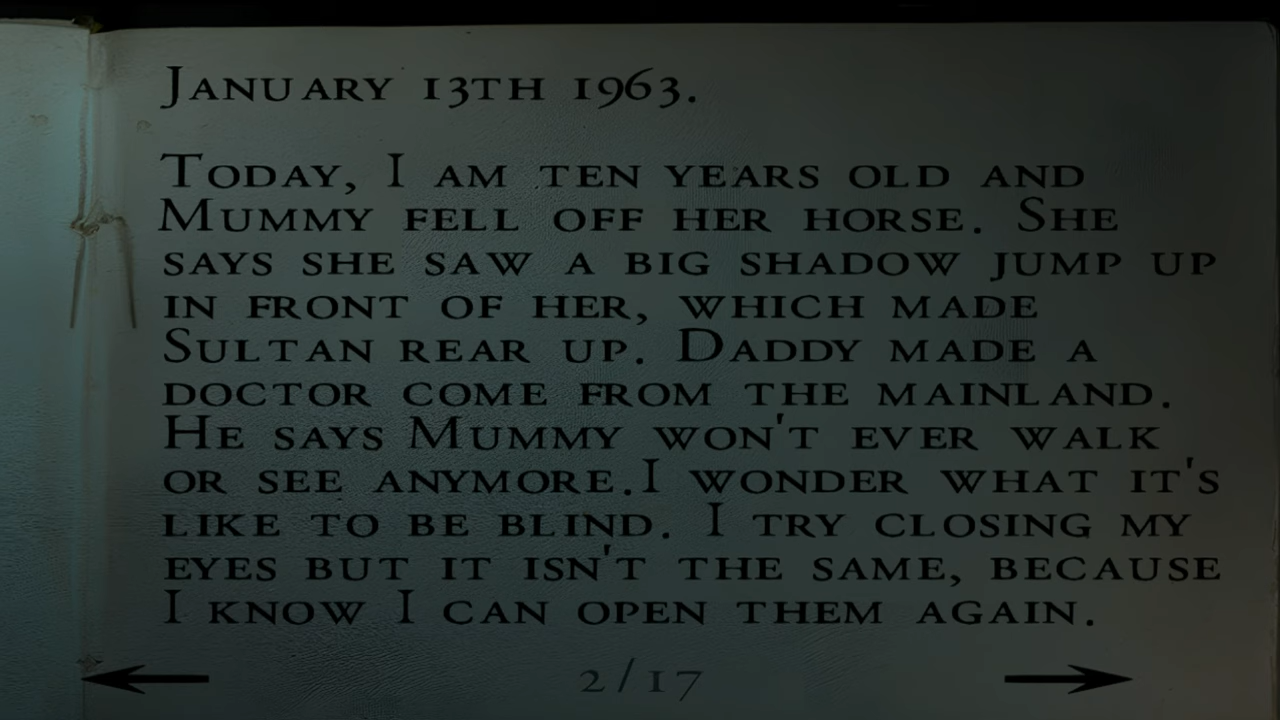 January 13th 1963.
Today, I am ten years old and
Mummy fell off her horse. She
says she saw a big shadow jump up
in front of her, which made
Sultan rear up. Daddy made a
doctor come from the mainland.
He says Mummy won't ever walk
or see anymore.I wonder what it's
like to be blind. I try closing my
eyes but it isn't the same, because
I know I can open them again.
2/17